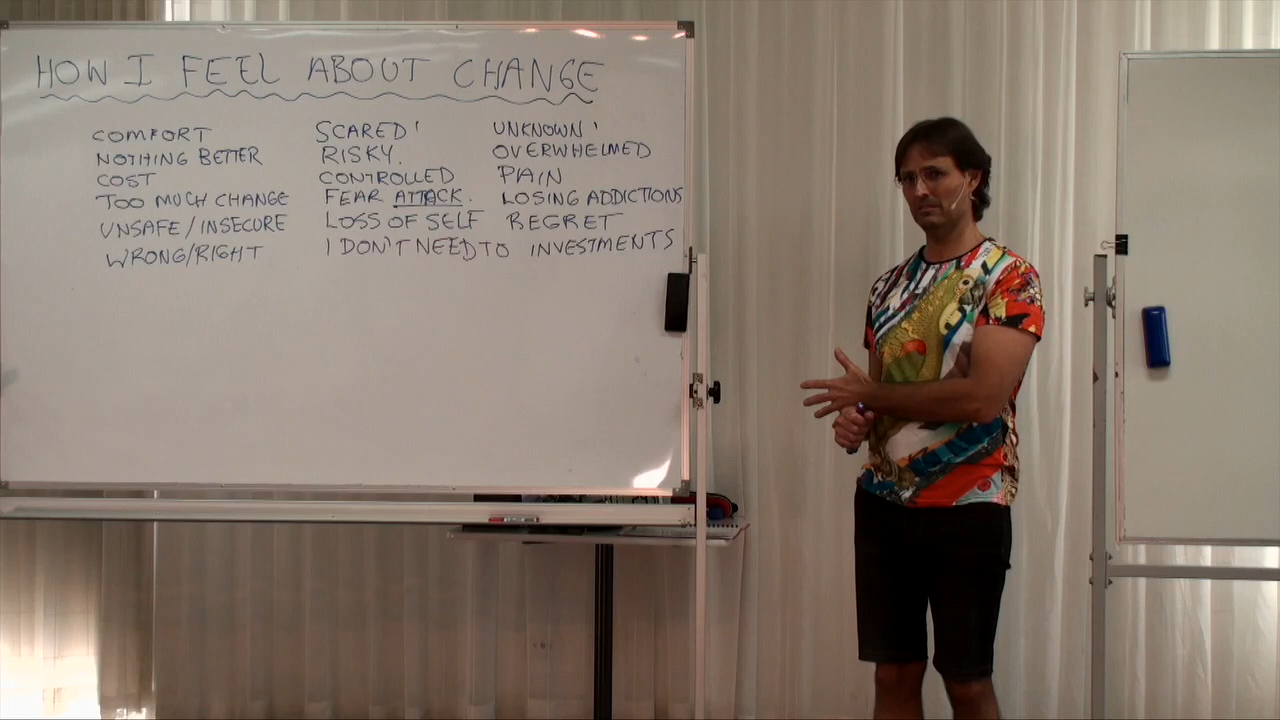 HOW I FEEL ABOUT CHANGE
COMFORT
NOTHING BETTER
COST
TOO MUCH CHANGE
UNSAFE / INSECURE
WRONG/RIGHT
SCARED
RISKY.
CONTROLLED
FEAR ATTACK.
LOSS OF SELF
I DON'T NEED TO
UNKNOWN
OVERWHELMED
PAIN
LOSING ADDICTIONS
REGRET
INVESTMENTS